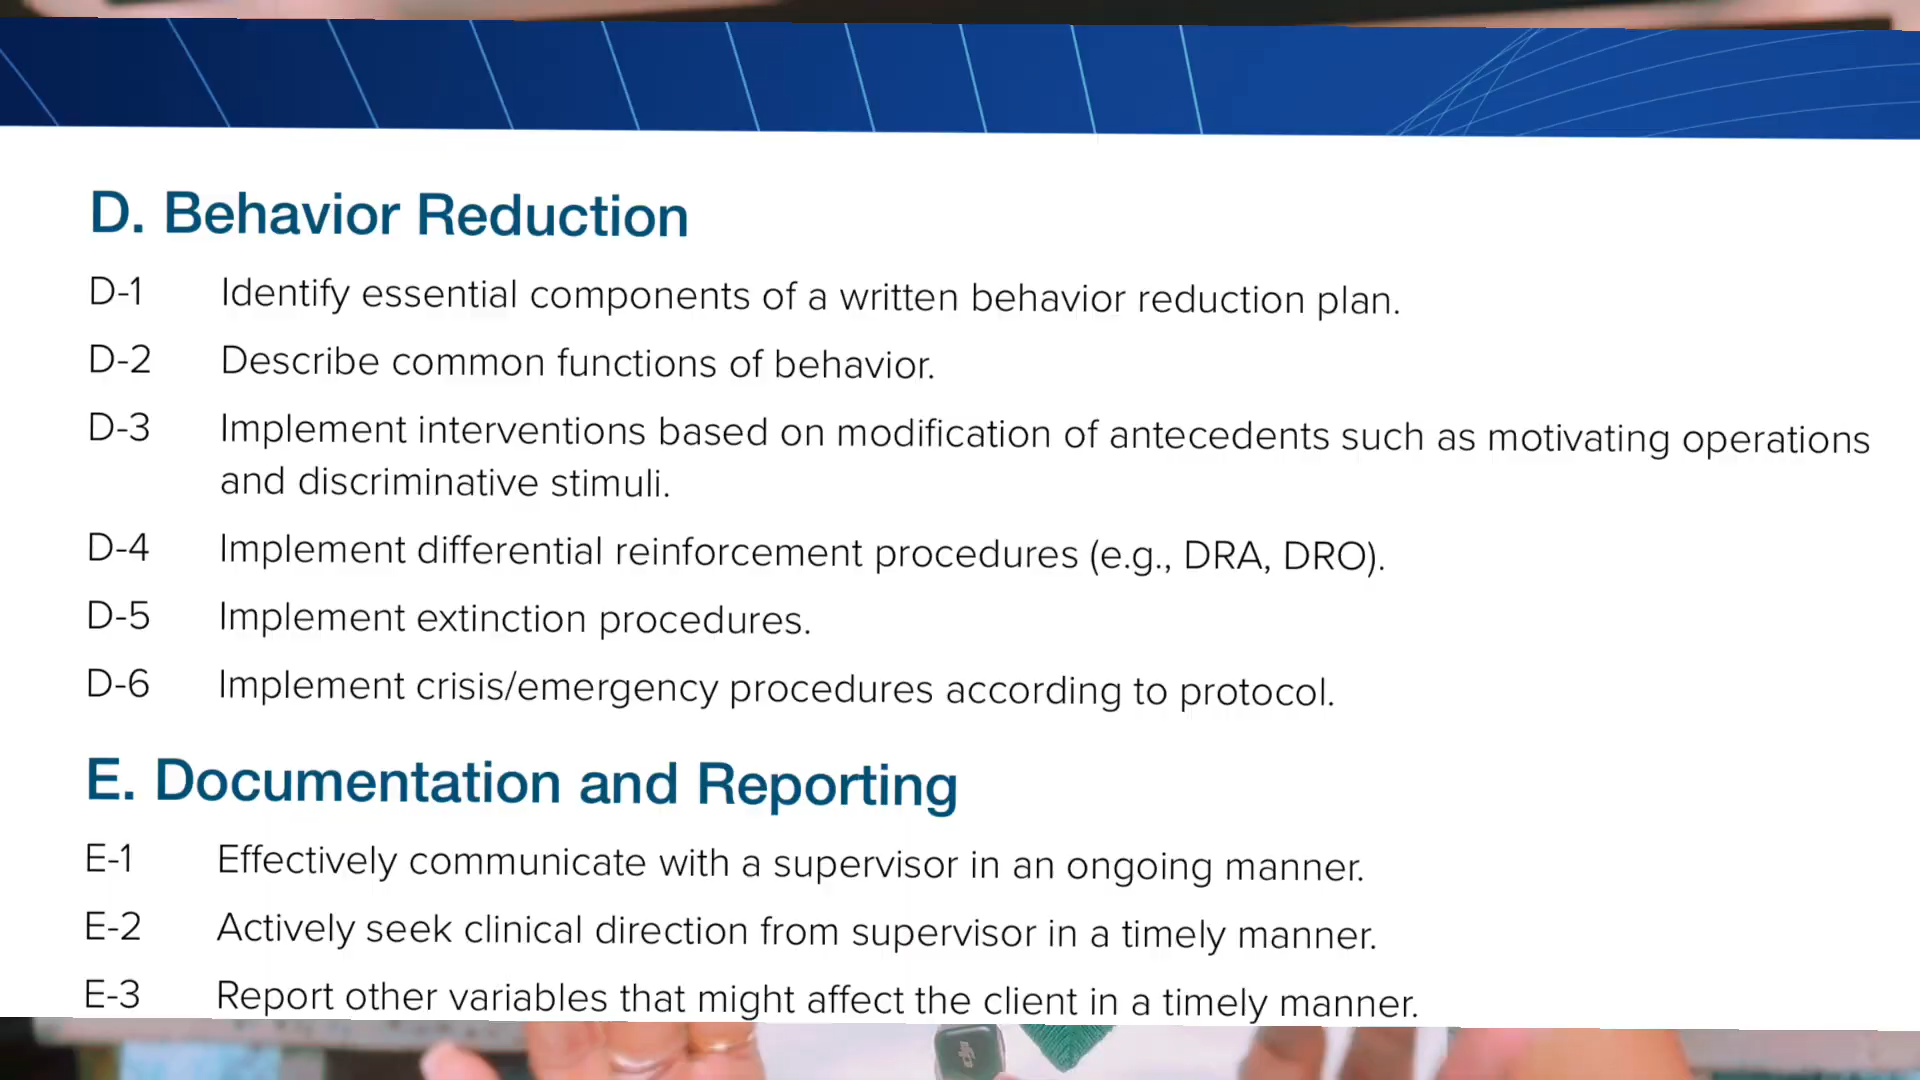 D. Behavior Reduction
D-1 Identify essential components of a written behavior reduction plan.
D-2 Describe common functions of behavior.
D-3 Implement interventions based on modification of antecedents such as motivating operations
and discriminative stimuli.
D-4 Implement differential reinforcement procedures (e.g., DRA, DRO).
D-5 Implement extinction procedures.
D-6 Implement crisis/emergency procedures according to protocol.
E. Documentation and Reporting
E-1 Effectively communicate with a supervisor in an ongoing manner.
E-2 Actively seek clinical direction from supervisor in a timely manner.
E-3 Report other variables that might affect the client in a timely manner.